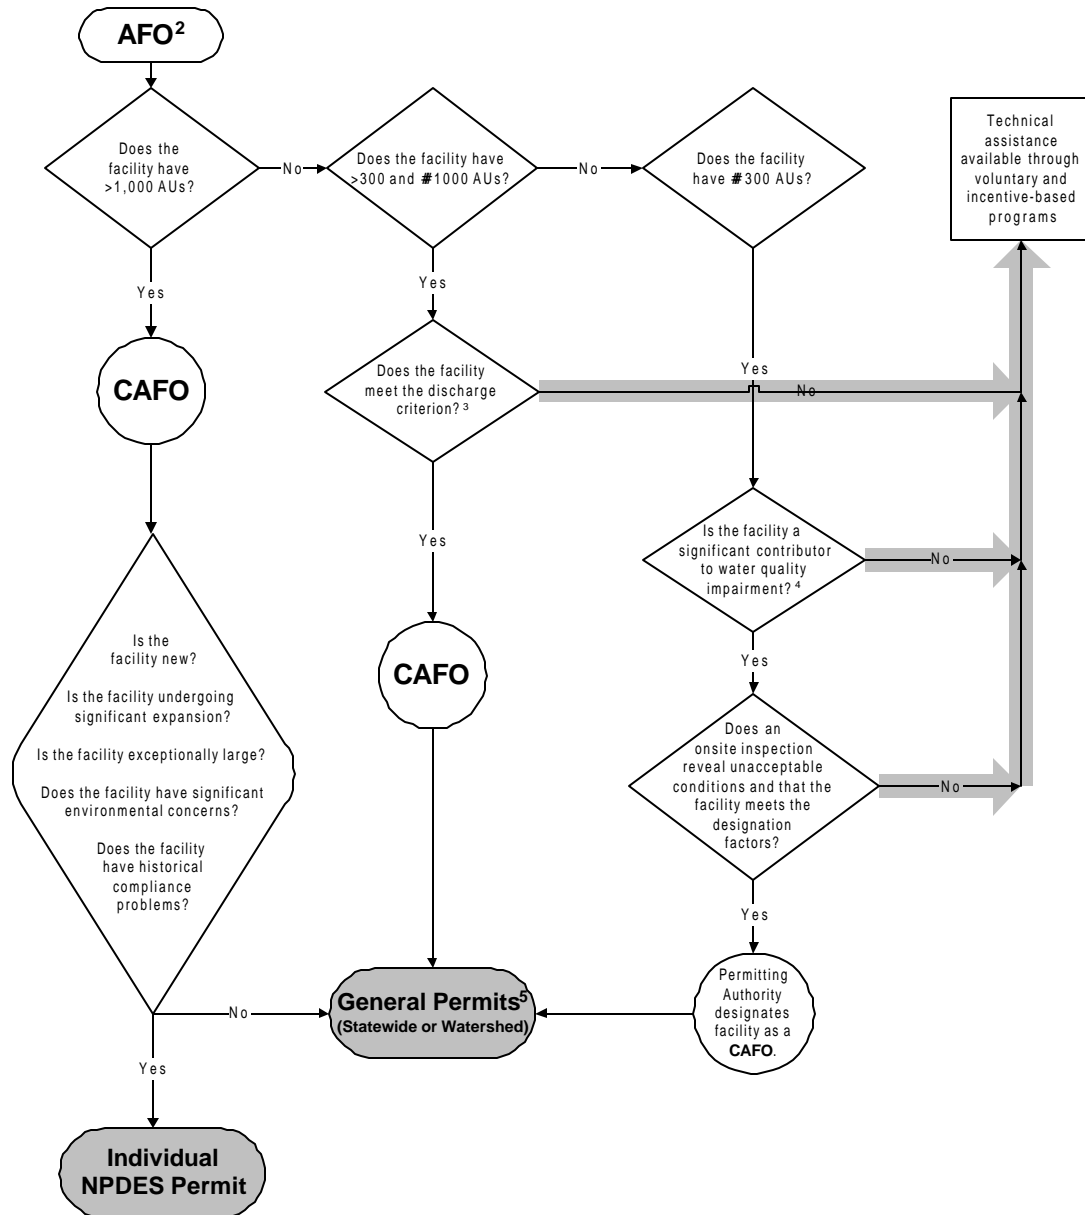 AFO2
Does the
facility have
>1,000 AUs?
No
Does the facility have
>300 and #1000 AUs?
No
Does the facility
have #300 AUs?
Technical
assistance
available through
voluntary and
incentive-based
programs
Yes
Yes
Yes
CAFO
Does the facility
meet the discharge
criterion? 3
No
Yes
Is the facility a
significant contributor
to water quality
impairment? 4
No
Yes
Is the
facility new?
Is the facility undergoing
significant expansion?
Is the facility exceptionally large?
Does the facility have significant
environmental concerns?
Does the facility
have historical
compliance
problems?
CAFO
Does an
onsite inspection
reveal unacceptable
conditions and that the
facility meets the
designation
factors?
No
Yes
Permitting
Authority
designates
facility as a
CAFO.
General Permits5
(Statewide or Watershed)
No
Yes
Individual
NPDES Permit